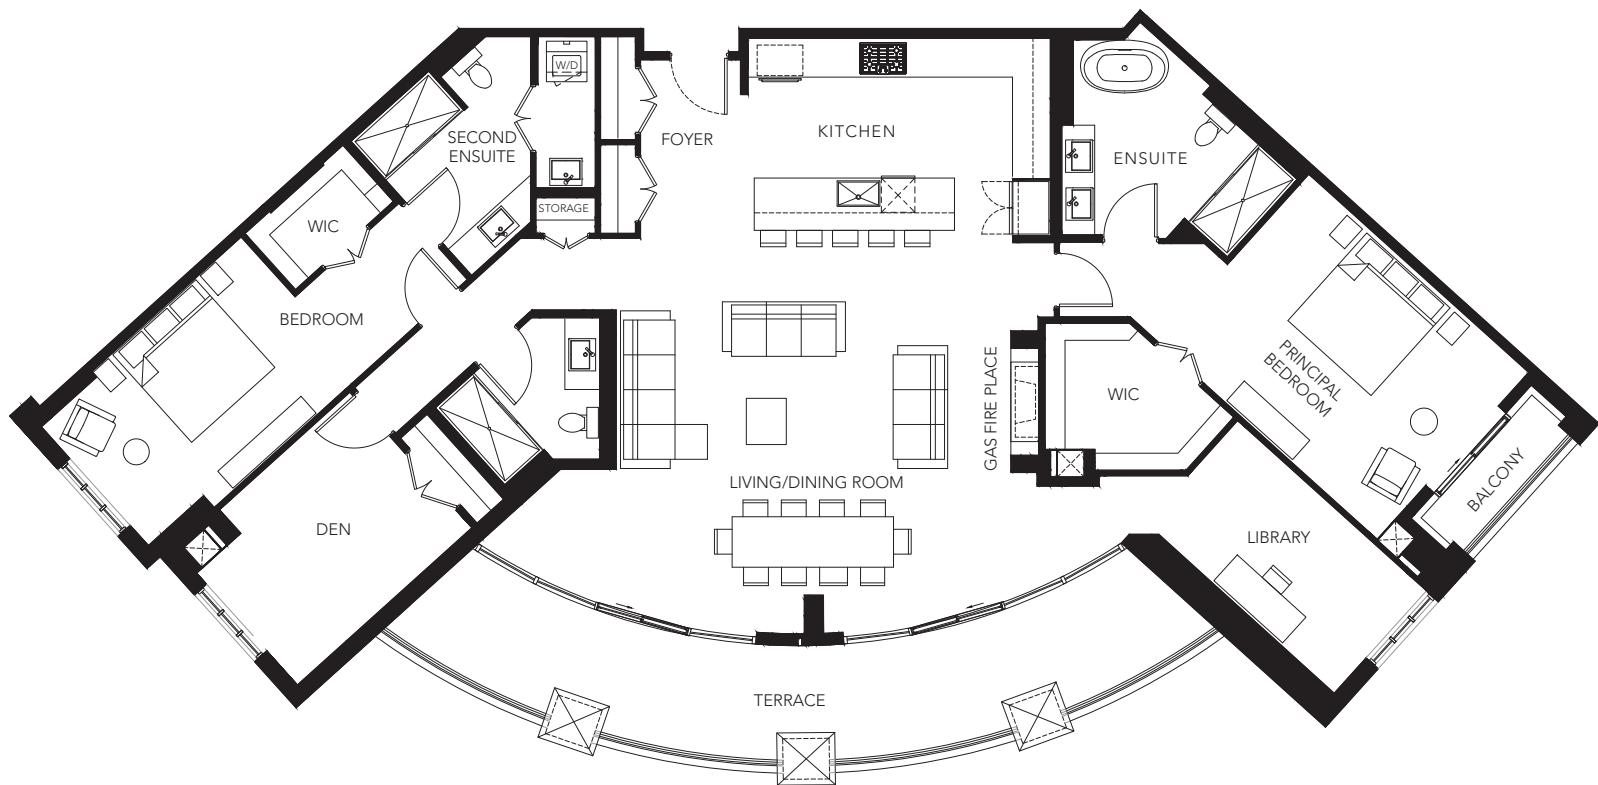 W/D
SECOND
ENSUITE
FOYER
KITCHEN
ENSUITE
STORAGE
WIC
BEDROOM
PRINCIPAL
BEDROOM
GAS FIRE PLACE
WIC
LIVING/DINING ROOM
BALCONY
DEN
LIBRARY
TERRACE